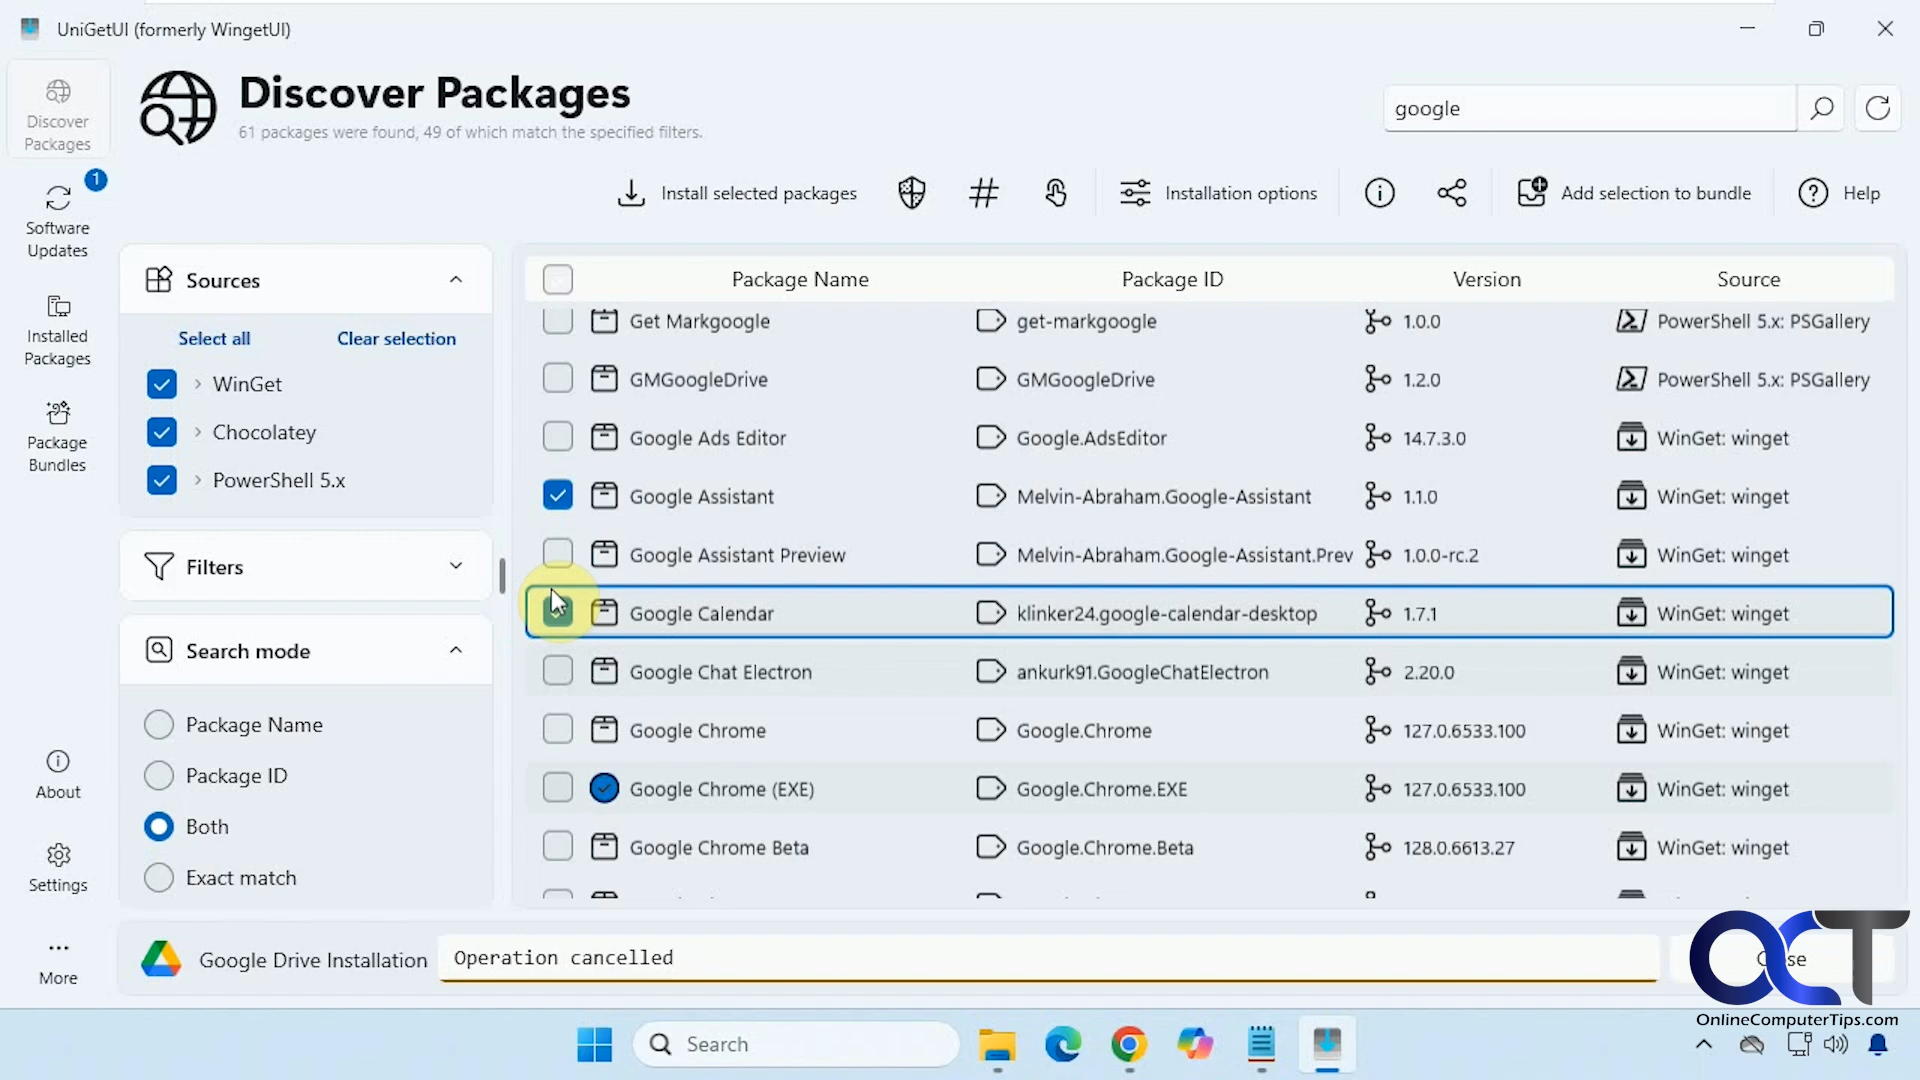 UniGetUI (formerly WingetUI)
Discover Packages
Discover Packages
61 packages were found, 49 of which match the specified filters.
google
1
Software Updates
Installed Packages
Package Bundles
Install selected packages
Installation options
Add selection to bundle
Help
Sources
Select all
Clear selection
WinGet
Chocolatey
PowerShell 5.x
Filters
Search mode
Package Name
Package ID
Both
Exact match
Package Name Package ID Version Source
Get Markgoogle get-markgoogle 1.0.0 PowerShell 5.x: PSGallery
GMGoogleDrive GMGoogleDrive 1.2.0 PowerShell 5.x: PSGallery
Google Ads Editor Google.AdsEditor 14.7.3.0 WinGet: winget
Google Assistant Melvin-Abraham.Google-Assistant 1.1.0 WinGet: winget
Google Assistant Preview Melvin-Abraham.Google-Assistant.Prev 1.0.0-rc.2 WinGet: winget
Google Calendar klinker24.google-calendar-desktop 1.7.1 WinGet: winget
Google Chat Electron ankurk91.GoogleChatElectron 2.20.0 WinGet: winget
Google Chrome Google.Chrome 127.0.6533.100 WinGet: winget
Google Chrome (EXE) Google.Chrome.EXE 127.0.6533.100 WinGet: winget
Google Chrome Beta Google.Chrome.Beta 128.0.6613.27 WinGet: winget
About
Settings
More
Google Drive Installation
Operation cancelled
OCT
OnlineComputerTips.com
Search